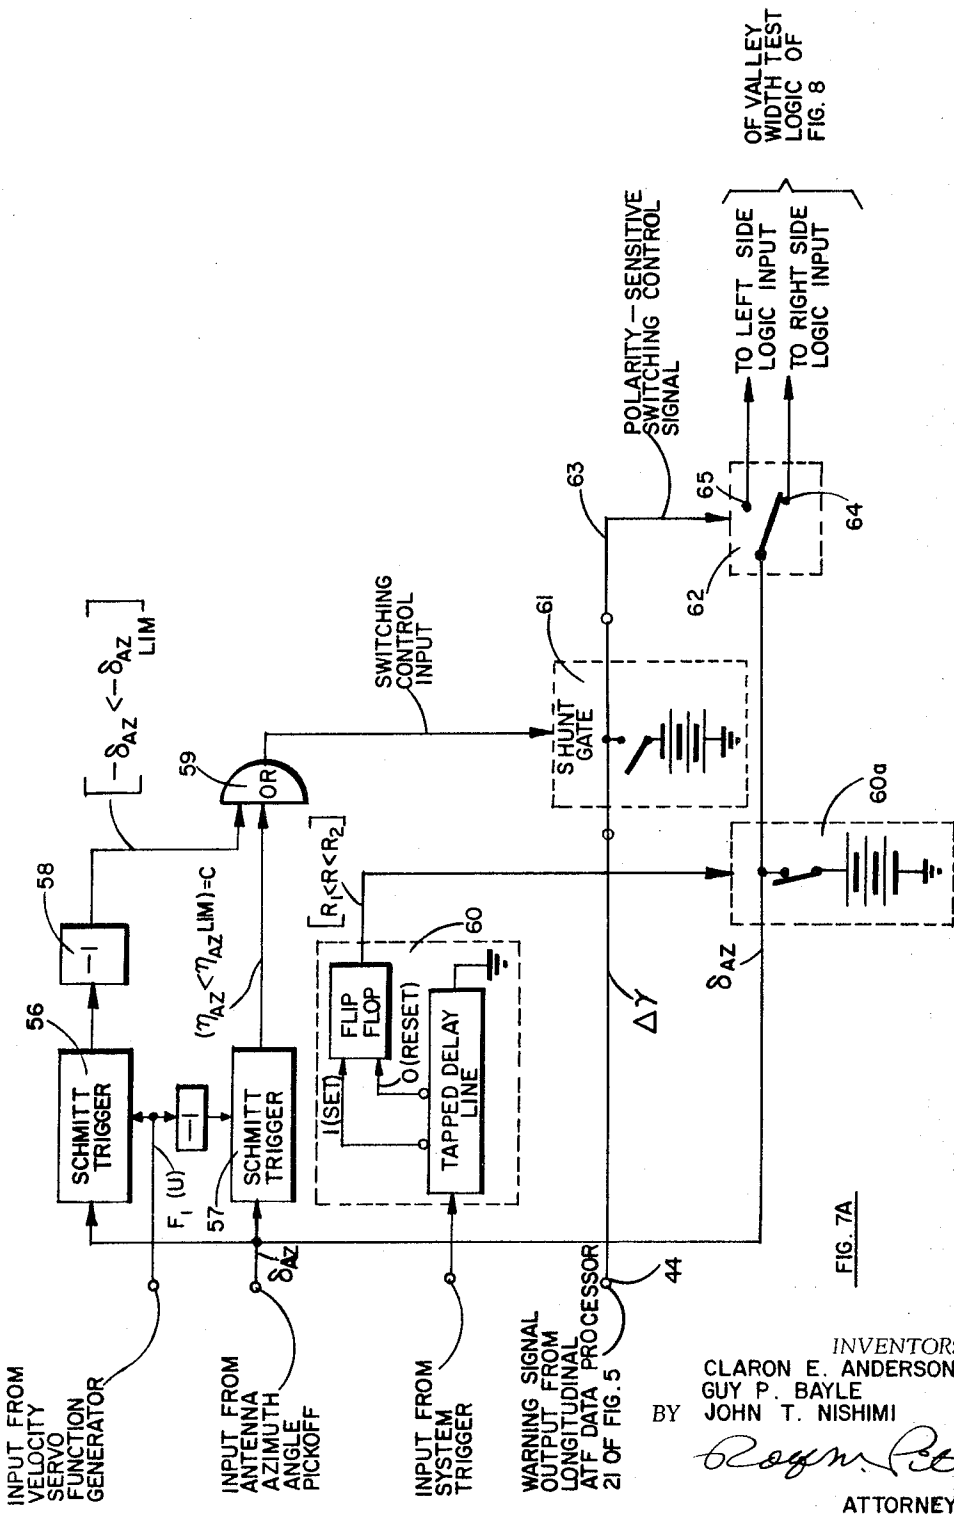 INPUT FROM
VELOCITY
SERVO
FUNCTION
GENERATOR
INPUT FROM
ANTENNA
AZIMUTH
ANGLE
PICKOFF
INPUT FROM
SYSTEM
TRIGGER
WARNING SIGNAL
OUTPUT FROM
LONGITUDINAL
ATF DATA PROCESSOR
21 OF FIG. 5
44
F₁ (U)
δAZ
56
SCHMITT
TRIGGER
57
SCHMITT
TRIGGER
-1
58
-1
[-δAZ <-δAZ]
LIM
(ηAZ <ηAZ LIM)=C
59
OR
SWITCHING
CONTROL
INPUT
60
1(SET)
0(RESET)
FLIP
FLOP
TAPPED DELAY
LINE
[R₁<R<R₂]
Δγ
δAZ
60a
61
SHUNT
GATE
63
POLARITY-SENSITIVE
SWITCHING CONTROL
SIGNAL
62
65
64
TO LEFT SIDE
LOGIC INPUT
TO RIGHT SIDE
LOGIC INPUT
OF VALLEY
WIDTH TEST
LOGIC OF
FIG. 8
FIG. 7A
INVENTORS
CLARON E. ANDERSON
GUY P. BAYLE
BY JOHN T. NISHIMI
ATTORNEY